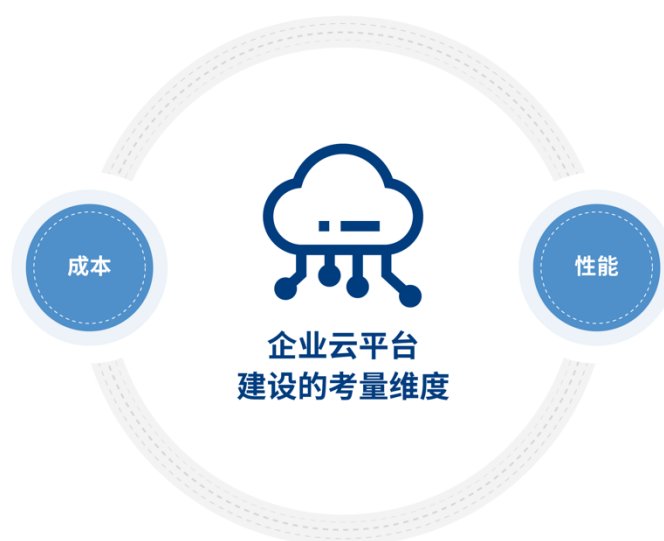 成本
性能
企业云平台
建设的考量维度